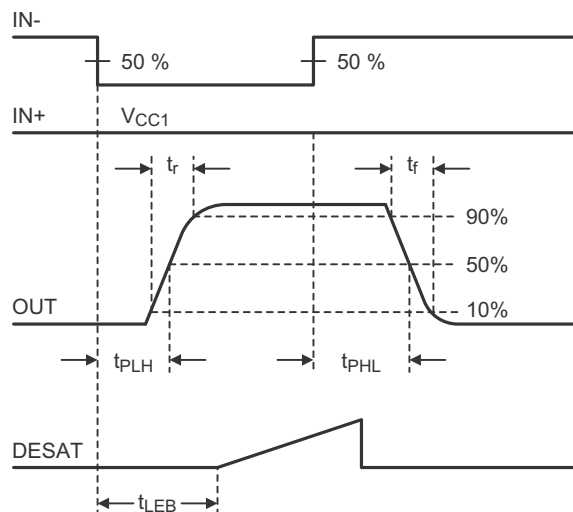 IN-
50 % 50 %
IN+ VCC1
tr tf
90%
50%
OUT 10%
tPLH tPHL
DESAT
tLEB